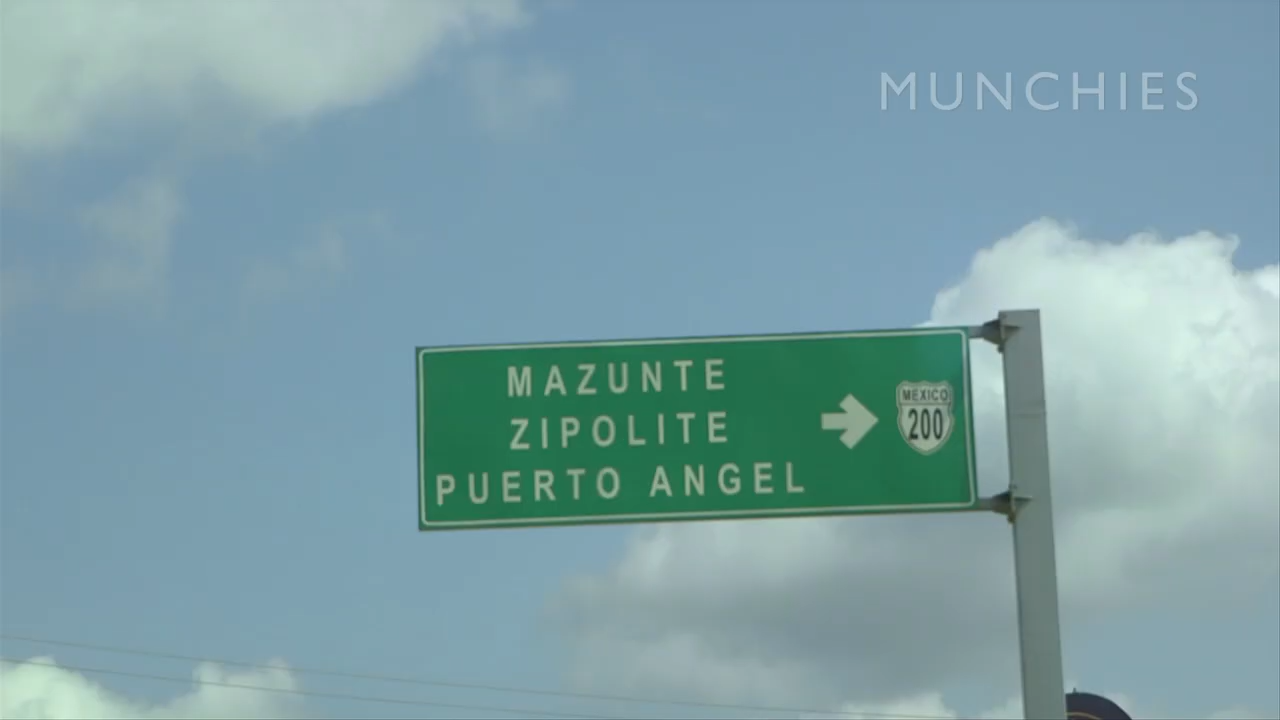 MUNCHIES
MAZUNTE
ZIPOLITE
PUERTO ANGEL
MEXICO
200